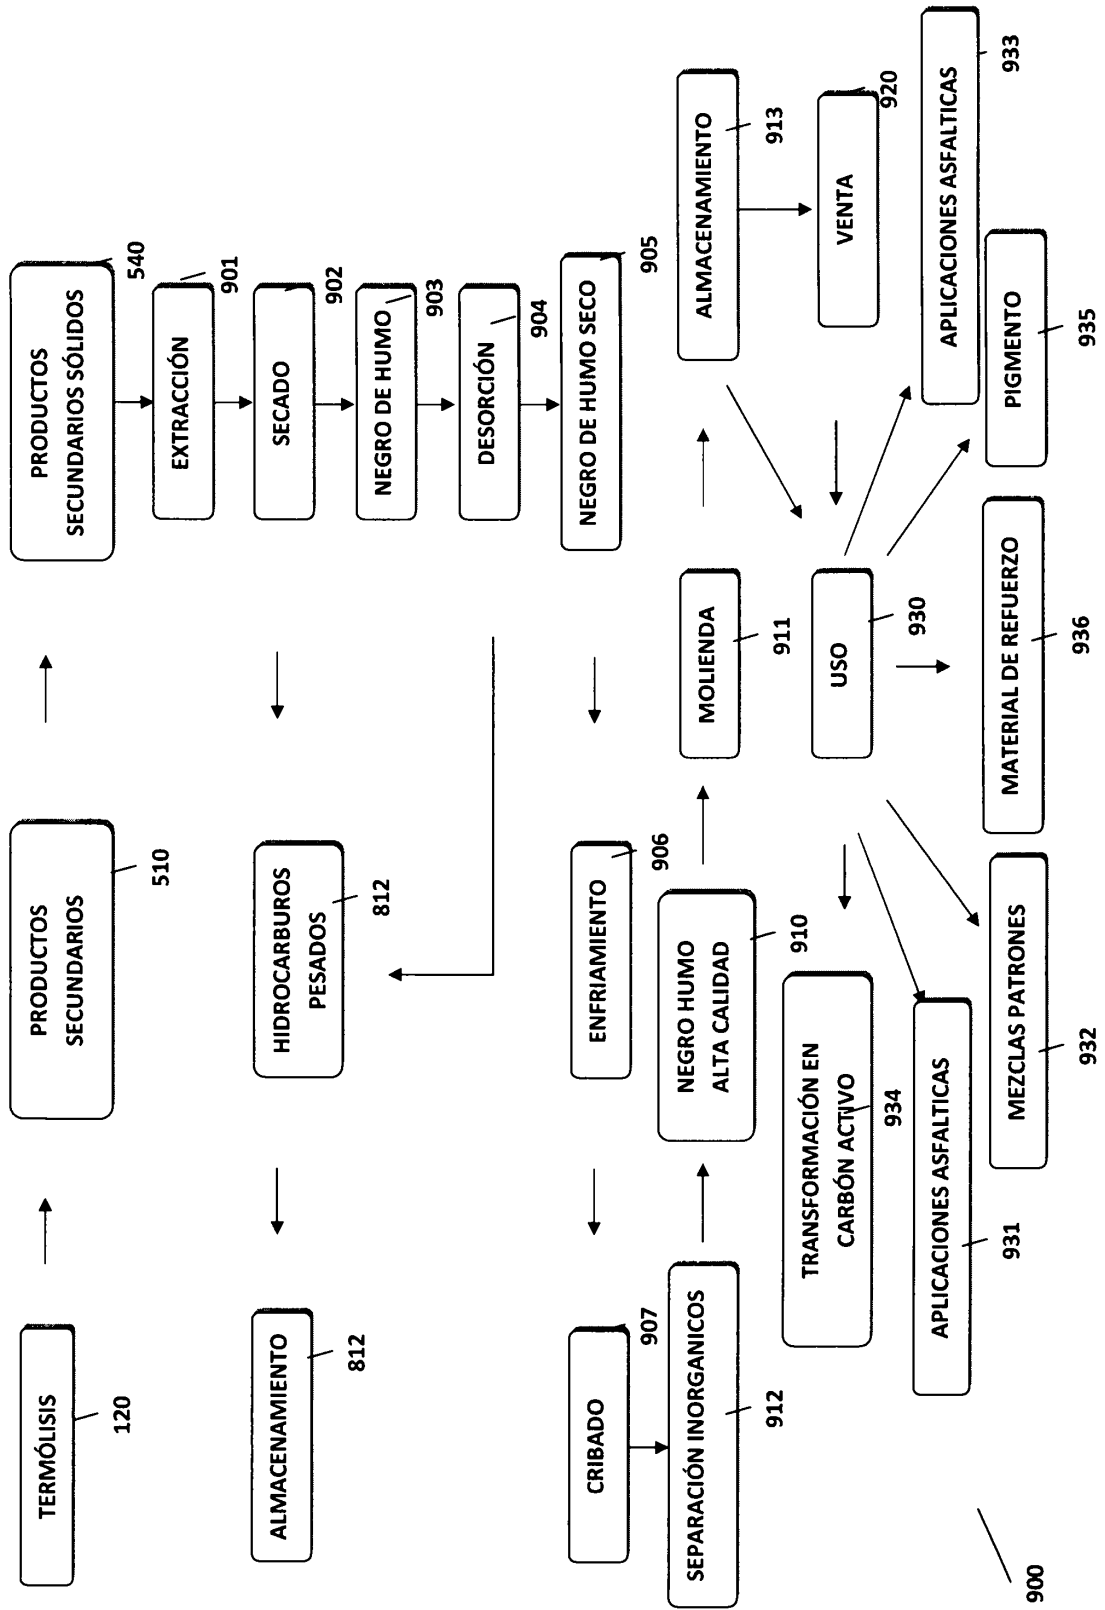 TERMÓLISIS
120
PRODUCTOS
SECUNDARIOS
510
PRODUCTOS
SECUNDARIOS SÓLIDOS
540
EXTRACCIÓN
901
ALMACENAMIENTO
812
HIDROCARBUROS
PESADOS
812
SECADO
902
NEGRO DE HUMO
903
DESORCIÓN
904
NEGRO DE HUMO SECO
905
ENFRIAMIENTO
906
CRIBADO
907
SEPARACIÓN INORGANICOS
912
NEGRO HUMO
ALTA CALIDAD
910
MOLIENDA
911
ALMACENAMIENTO
913
VENTA
920
USO
930
TRANSFORMACIÓN EN
CARBÓN ACTIVO
934
APLICACIONES ASFALTICAS
931
MEZCLAS PATRONES
932
MATERIAL DE REFUERZO
936
PIGMENTO
935
APLICACIONES ASFALTICAS
933
900